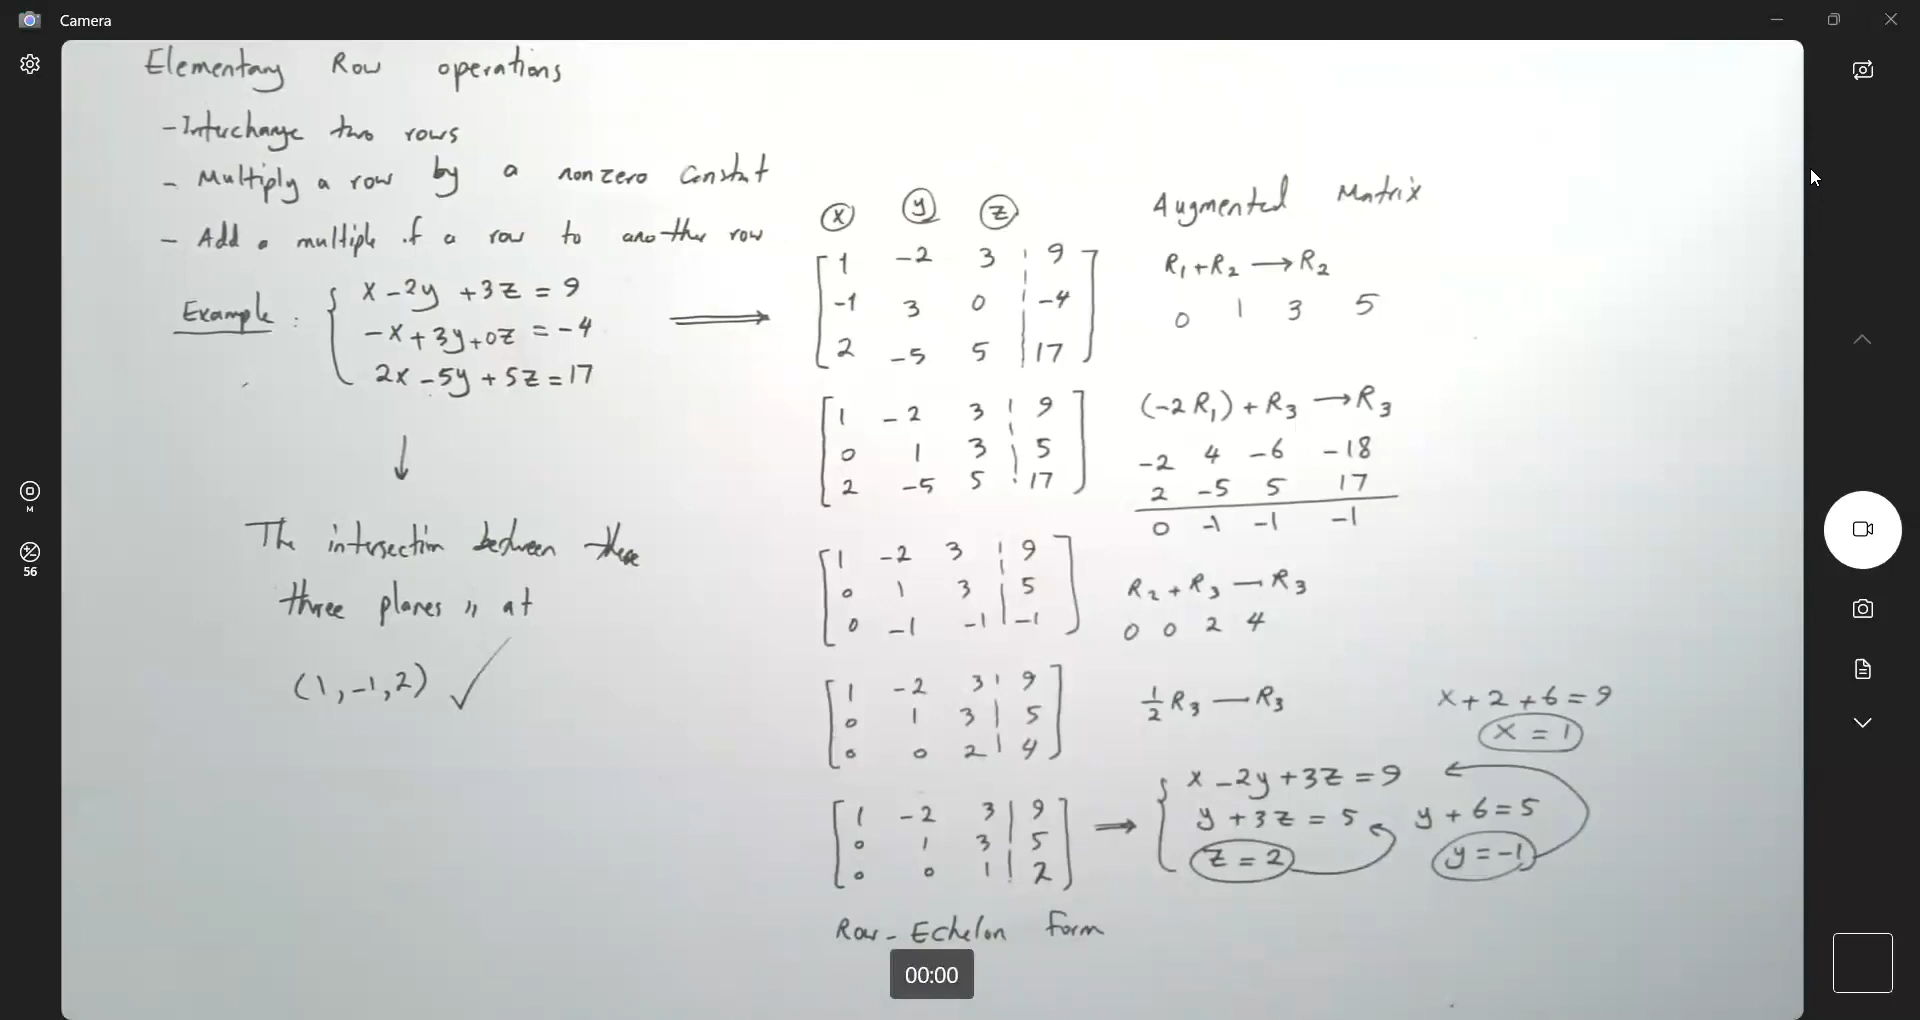 Camera
Elementary Row operations
- Interchange two rows
- Multiply a row by a nonzero constant
- Add a multiple of a row to another row
Example : { x - 2y + 3z = 9
-x + 3y + 0z = -4
2x - 5y + 5z = 17
↓
The intersection between these
three planes is at
(1, -1, 2) ✓
x y z
Augmented Matrix
[ 1 -2 3 | 9 ]
[ -1 3 0 | -4 ]
[ 2 -5 5 | 17 ]
R₁ + R₂ → R₂
0 1 3 5
[ 1 -2 3 | 9 ]
[ 0 1 3 | 5 ]
[ 2 -5 5 | 17 ]
(-2R₁) + R₃ → R₃
-2 4 -6 -18
2 -5 5 17
0 -1 -1 -1
[ 1 -2 3 | 9 ]
[ 0 1 3 | 5 ]
[ 0 -1 -1 | -1 ]
R₂ + R₃ — R₃
0 0 2 4
[ 1 -2 3 | 9 ]
[ 0 1 3 | 5 ]
[ 0 0 2 | 4 ]
½ R₃ — R₃
[ 1 -2 3 | 9 ]
[ 0 1 3 | 5 ]
[ 0 0 1 | 2 ]
⇒ { x - 2y + 3z = 9
y + 3z = 5
z = 2
y + 6 = 5
y = -1
x + 2 + 6 = 9
x = 1
Row-Echelon Form
00:00
M
56